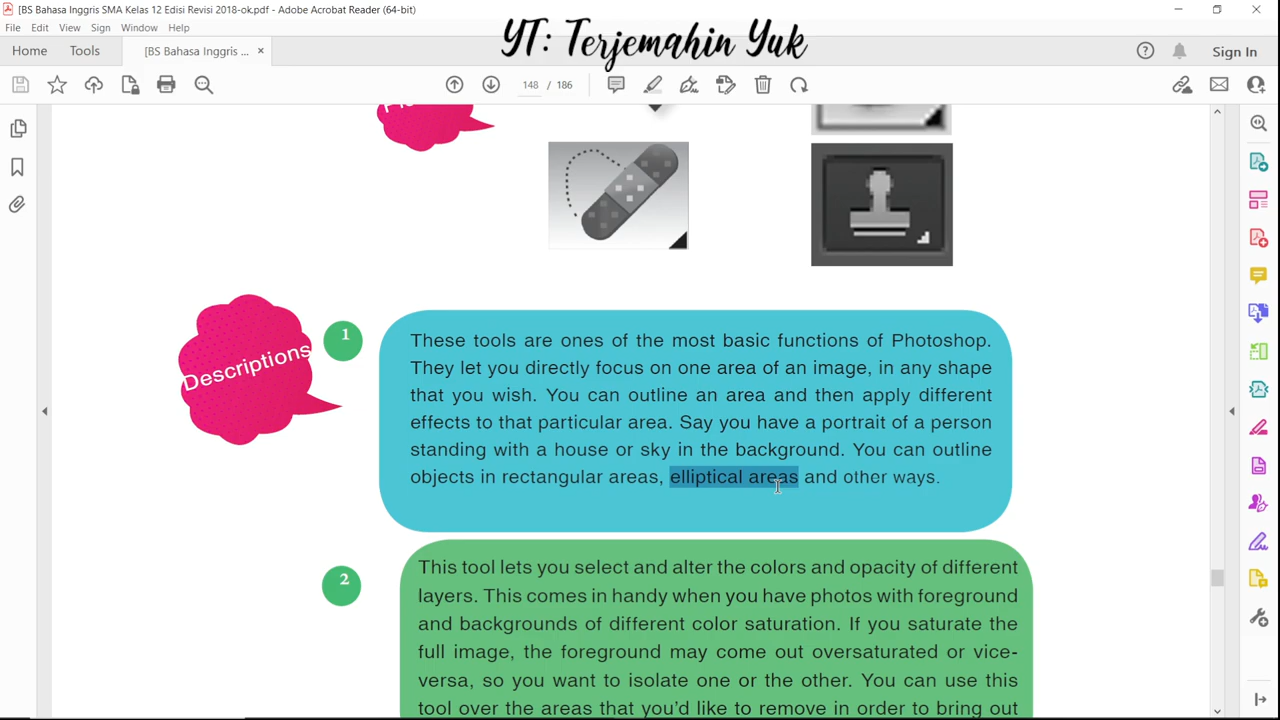 [BS Bahasa Inggris SMA Kelas 12 Edisi Revisi 2018-ok.pdf - Adobe Acrobat Reader (64-bit)
YT: Terjemahin Yuk
File Edit View Sign Window Help
Home Tools [BS Bahasa Inggris ... Sign In
148 / 186
Descriptions
1
These tools are ones of the most basic functions of Photoshop.
They let you directly focus on one area of an image, in any shape
that you wish. You can outline an area and then apply different
effects to that particular area. Say you have a portrait of a person
standing with a house or sky in the background. You can outline
objects in rectangular areas, elliptical areas and other ways.
2
This tool lets you select and alter the colors and opacity of different
layers. This comes in handy when you have photos with foreground
and backgrounds of different color saturation. If you saturate the
full image, the foreground may come out oversaturated or vice-
versa, so you want to isolate one or the other. You can use this
tool over the areas that you'd like to remove in order to bring out